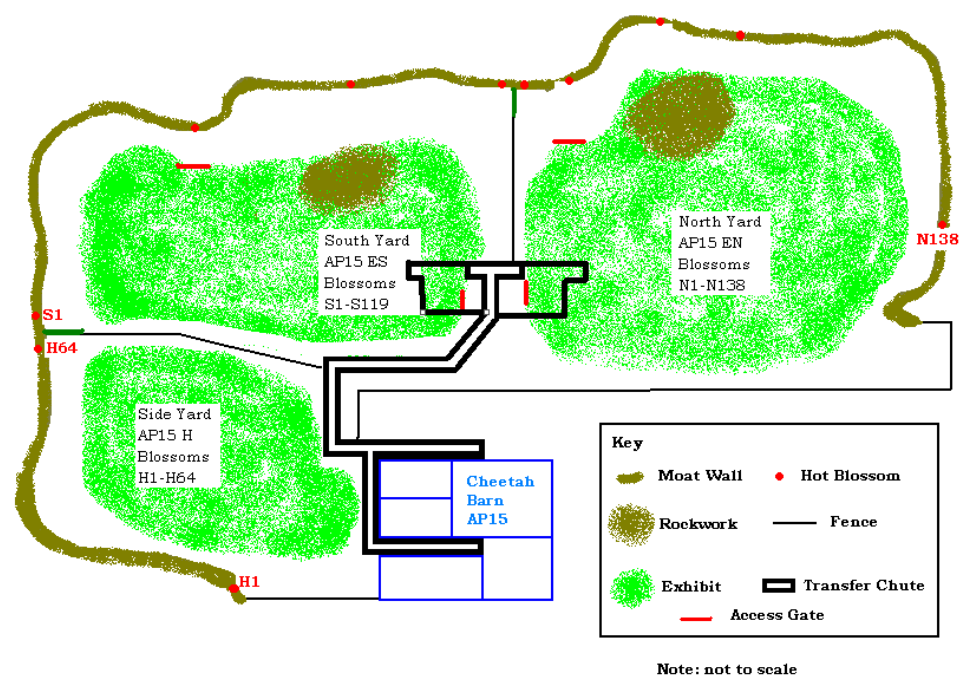 N138
North Yard
AP15 EN
Blossoms
N1-N138
South Yard
AP15 ES
Blossoms
S1-S119
S1
H64
Side Yard
AP15 H
Blossoms
H1-H64
H1
Cheetah
Barn
AP15
Key
Moat Wall
Hot Blossom
Rockwork
Fence
Exhibit
Transfer Chute
Access Gate
Note: not to scale